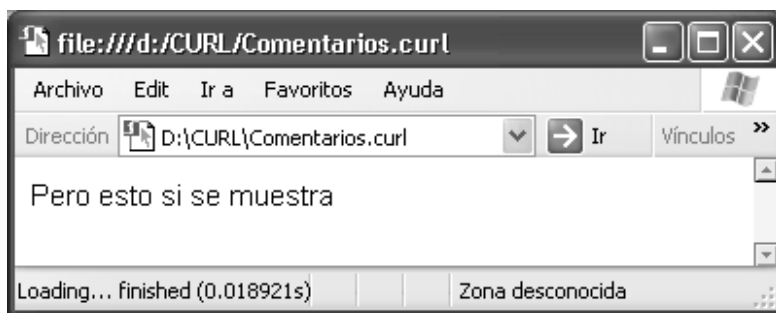 file:///d:/CURL/Comentarios.curl
Archivo Edit Ir a Favoritos Ayuda
Dirección D:\CURL\Comentarios.curl Ir Vínculos »
Pero esto si se muestra
Loading... finished (0.018921s) Zona desconocida